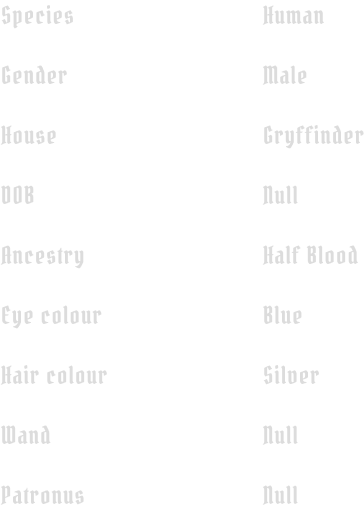 Species Human
Gender Male
House Gryffinder
DOB Null
Ancestry Half Blood
Eye colour Blue
Hair colour Silver
Wand Null
Patronus Null